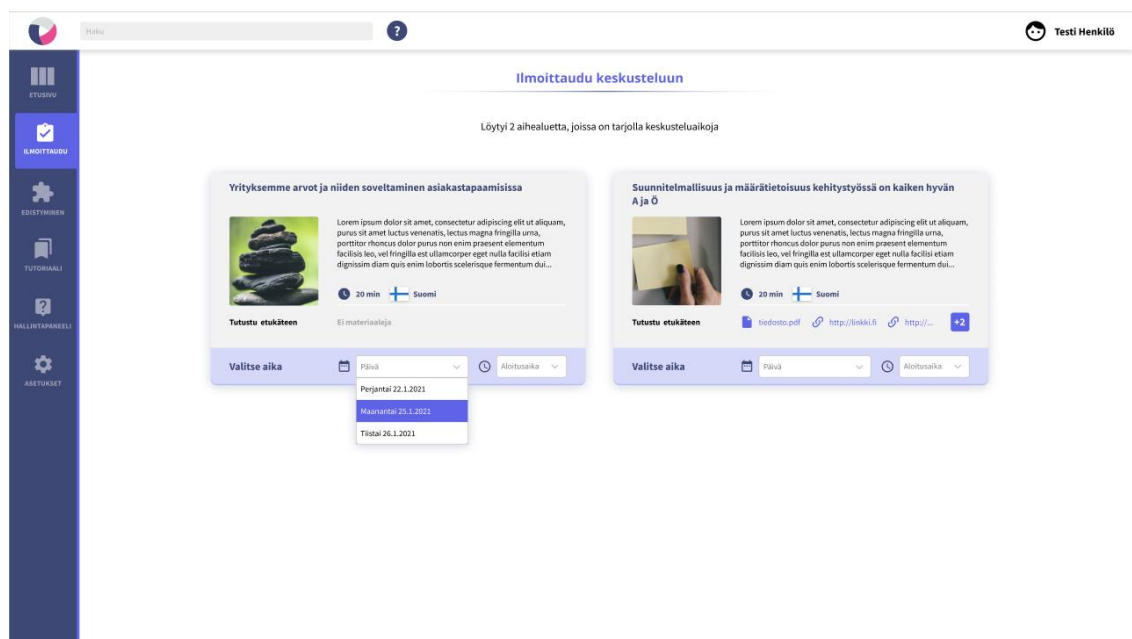 Haku
?
Testi Henkilö
ETUSIVU
ILMOITTAUDU
EDISTYMINEN
TUTORIAALI
HALLINTAPANEELI
ASETUKSET
Ilmoittaudu keskusteluun
Löytyi 2 aihealuetta, joissa on tarjolla keskusteluaikoja
Yrityksemme arvot ja niiden soveltaminen asiakastapaamisissa
Lorem ipsum dolor sit amet, consectetur adipiscing elit ut aliquam,
purus sit amet luctus venenatis, lectus magna fringilla urna,
porttitor rhoncus dolor purus non enim praesent elementum
facilisis leo, vel fringilla est ullamcorper eget nulla facilisi etiam
dignissim diam quis enim lobortis scelerisque fermentum dui...
20 min Suomi
Tutustu etukäteen Ei materiaaleja
Valitse aika Päivä Aloitusaika
Perjantai 22.1.2021
Maanantai 25.1.2021
Tiistai 26.1.2021
Suunnitelmallisuus ja määrätietoisuus kehitystyössä on kaiken hyvän
A ja Ö
Lorem ipsum dolor sit amet, consectetur adipiscing elit ut aliquam,
purus sit amet luctus venenatis, lectus magna fringilla urna,
porttitor rhoncus dolor purus non enim praesent elementum
facilisis leo, vel fringilla est ullamcorper eget nulla facilisi etiam
dignissim diam quis enim lobortis scelerisque fermentum dui...
20 min Suomi
Tutustu etukäteen tiedosto.pdf http://linkki.fi http://... +2
Valitse aika Päivä Aloitusaika